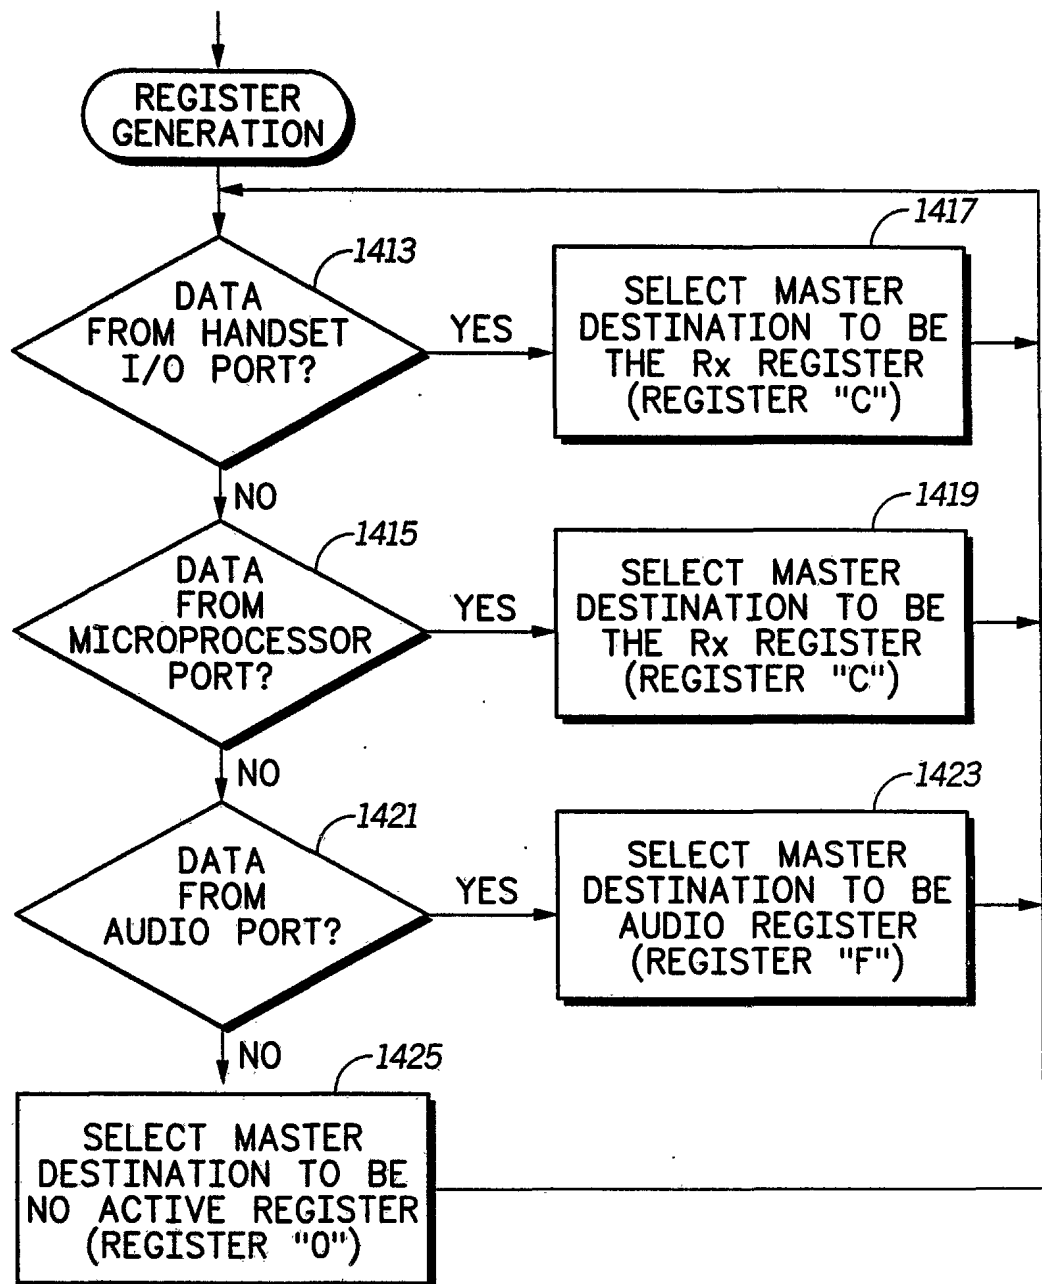 REGISTER
GENERATION
1413
DATA
FROM HANDSET
I/O PORT?
YES
1417
SELECT MASTER
DESTINATION TO BE
THE Rx REGISTER
(REGISTER "C")
NO
1415
DATA
FROM
MICROPROCESSOR
PORT?
YES
1419
SELECT MASTER
DESTINATION TO BE
THE Rx REGISTER
(REGISTER "C")
NO
1421
DATA
FROM
AUDIO PORT?
YES
1423
SELECT MASTER
DESTINATION TO BE
AUDIO REGISTER
(REGISTER "F")
NO
1425
SELECT MASTER
DESTINATION TO BE
NO ACTIVE REGISTER
(REGISTER "0")